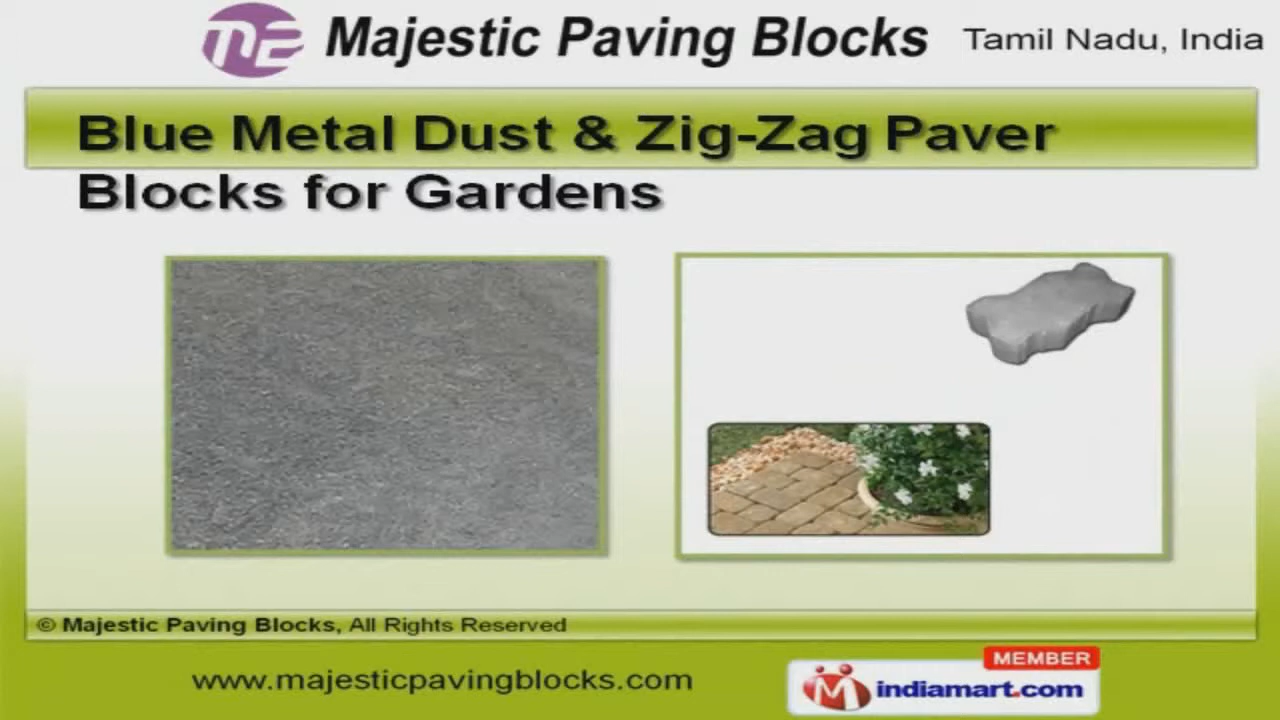 Majestic Paving Blocks
Tamil Nadu, India
Blue Metal Dust & Zig-Zag Paver
Blocks for Gardens
© Majestic Paving Blocks, All Rights Reserved
www.majesticpavingblocks.com
MEMBER
indiamart.com